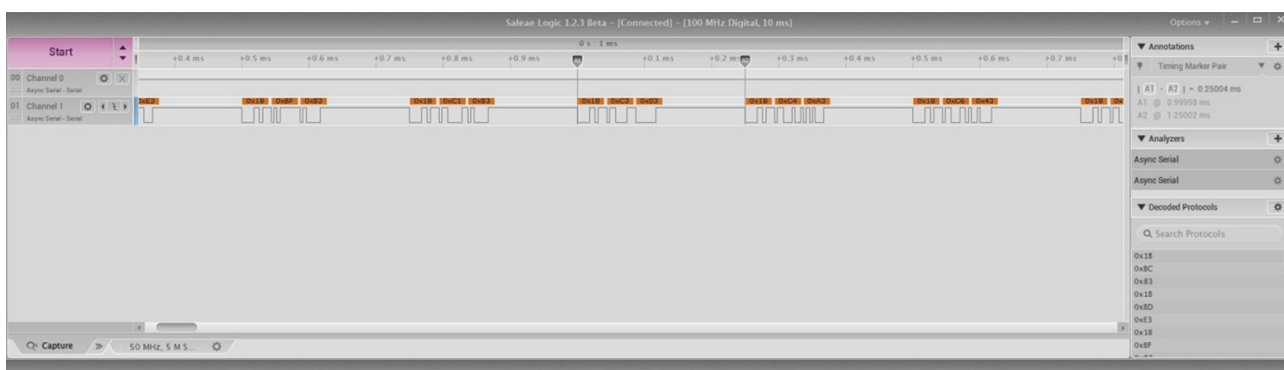 Saleae Logic 1.2.3 Beta - [Connected] - [100 MHz Digital, 10 ms]
Options
Start
0 s : 1 ms
+0.4 ms +0.5 ms +0.6 ms +0.7 ms +0.8 ms +0.9 ms +0.1 ms +0.2 ms +0.3 ms +0.4 ms +0.5 ms +0.6 ms +0.7 ms
00 Channel 0
Async Serial - Serial
01 Channel 1
Async Serial - Serial
0x1B 0xBF 0x83 0x1B 0xC1 0x83 0x1B 0xC2 0xD3 0x1B 0xC4 0xA3 0x1B 0xC6 0x43 0x1B
Annotations
Timing Marker Pair
| A1 - A2 | = 0.25004 ms
A1 @ 0.99998 ms
A2 @ 1.25002 ms
Analyzers
Async Serial
Async Serial
Decoded Protocols
Search Protocols
0x1B
0xBC
0x83
0x1B
0xBD
0xE3
0x1B
0xBF
Capture
50 MHz, 5 M S...